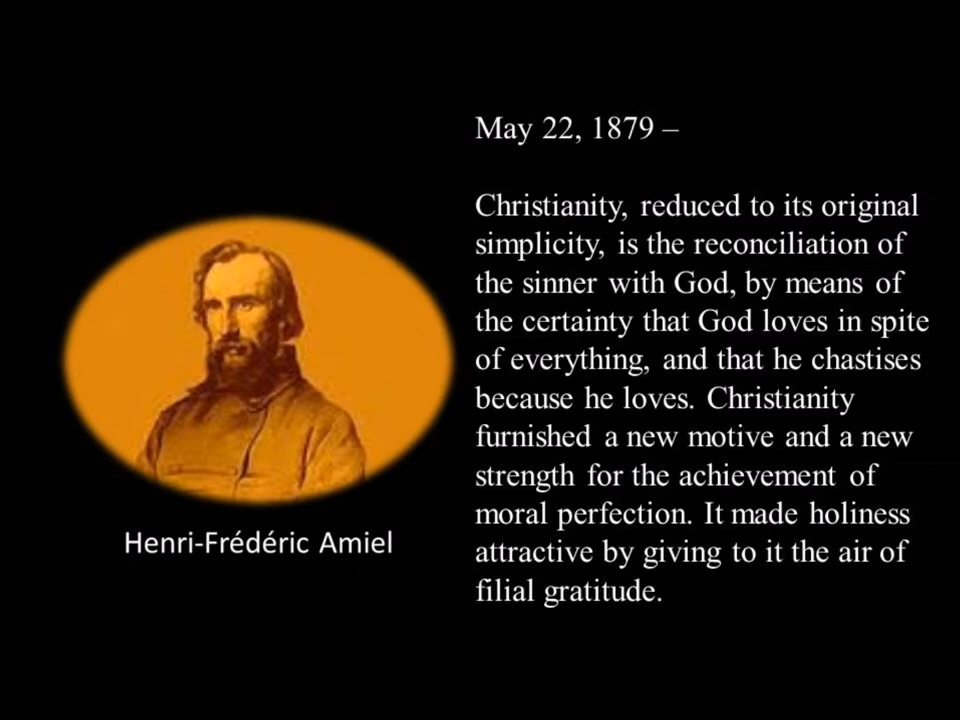 May 22, 1879 –
Christianity, reduced to its original
simplicity, is the reconciliation of
the sinner with God, by means of
the certainty that God loves in spite
of everything, and that he chastises
because he loves. Christianity
furnished a new motive and a new
strength for the achievement of
moral perfection. It made holiness
attractive by giving to it the air of
filial gratitude.
Henri-Frédéric Amiel